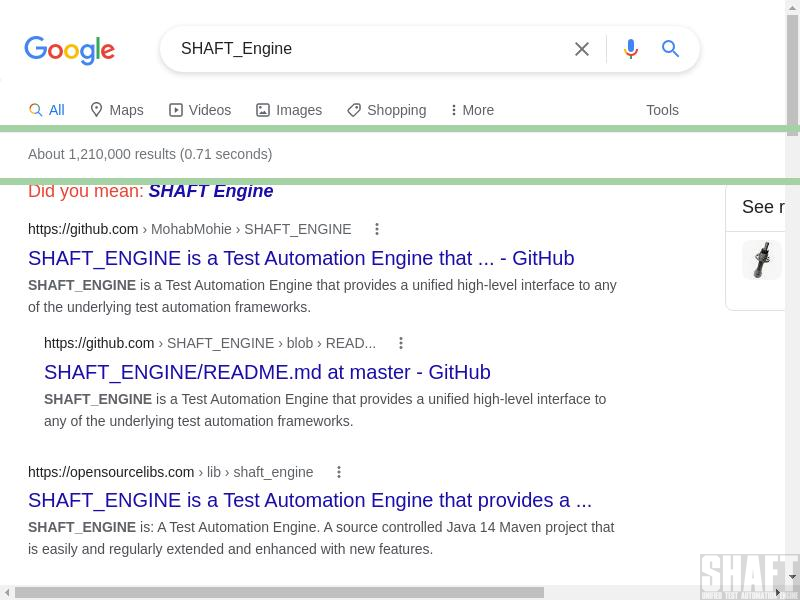 Google
SHAFT_Engine
All
Maps
Videos
Images
Shopping
More
Tools
About 1,210,000 results (0.71 seconds)
Did you mean: SHAFT Engine
https://github.com › MohabMohie › SHAFT_ENGINE
SHAFT_ENGINE is a Test Automation Engine that ... - GitHub
SHAFT_ENGINE is a Test Automation Engine that provides a unified high-level interface to any
of the underlying test automation frameworks.
https://github.com › SHAFT_ENGINE › blob › READ...
SHAFT_ENGINE/README.md at master - GitHub
SHAFT_ENGINE is a Test Automation Engine that provides a unified high-level interface to
any of the underlying test automation frameworks.
https://opensourcelibs.com › lib › shaft_engine
SHAFT_ENGINE is a Test Automation Engine that provides a ...
SHAFT_ENGINE is: A Test Automation Engine. A source controlled Java 14 Maven project that
is easily and regularly extended and enhanced with new features.
See r
SHAFT
UNIFIED TEST AUTOMATION ENGINE